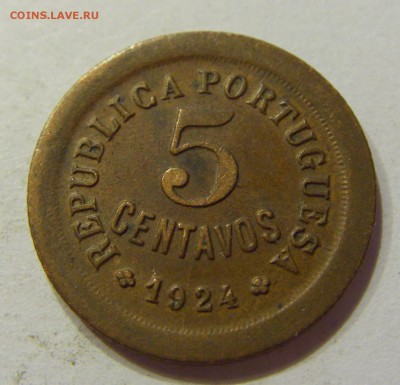 COINS.LAVE.RU
REPUBLICA PORTUGUESA
5
CENTAVOS
1924